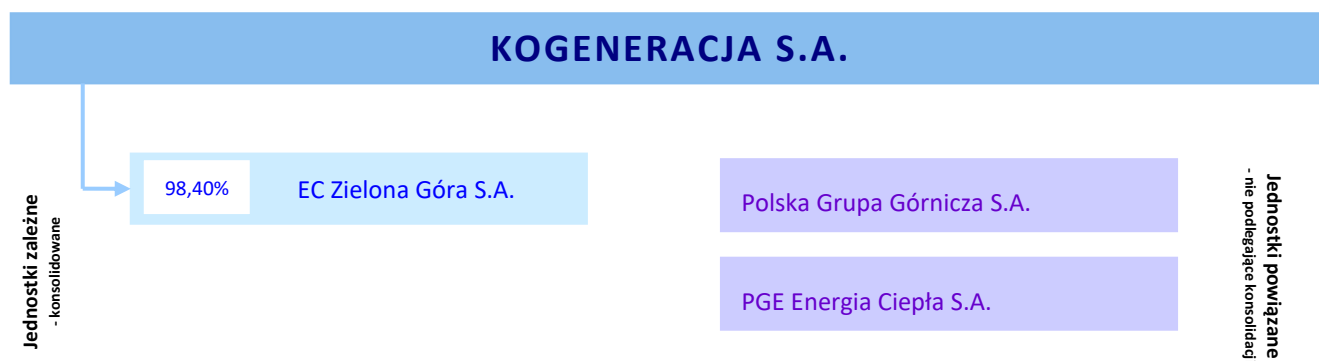 KOGENERACJA S.A.
98,40%
EC Zielona Góra S.A.
Polska Grupa Górnicza S.A.
PGE Energia Ciepła S.A.
Jednostki zależne
- konsolidowane
Jednostki powiązane
- nie podlegające konsolidacj